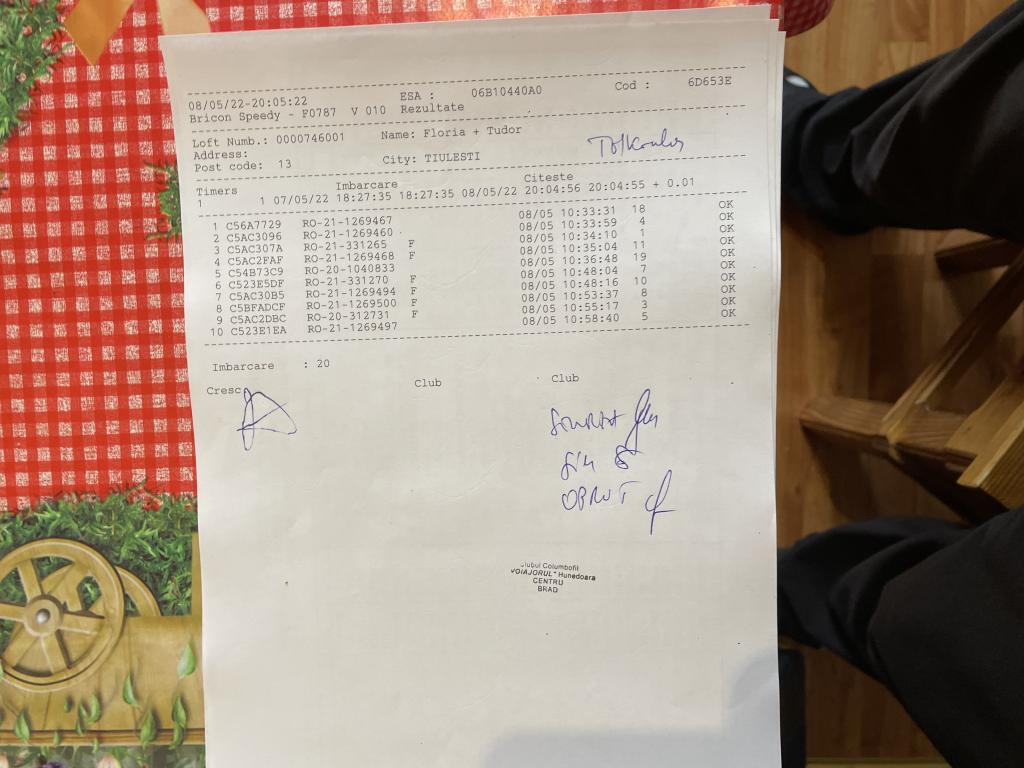 08/05/22-20:05:22 ESA : 06B10440A0 Cod : 6D653E
Bricon Speedy - F0787 V 010 Rezultate
Loft Numb.: 0000746001 Name: Floria + Tudor
Address:
Post code: 13 City: TIULESTI
Timers Imbarcare Citeste
1 1 07/05/22 18:27:35 18:27:35 08/05/22 20:04:56 20:04:55 + 0.01
1 C56A7729 RO-21-1269467 08/05 10:33:31 18 OK
2 C5AC3096 RO-21-1269460 08/05 10:33:59 4 OK
3 C5AC307A RO-21-331265 F 08/05 10:34:10 1 OK
4 C5AC2FAF RO-21-1269468 F 08/05 10:35:04 11 OK
5 C54B73C9 RO-20-1040833 08/05 10:36:48 19 OK
6 C523E5DF RO-21-331270 F 08/05 10:48:04 7 OK
7 C5AC30B5 RO-21-1269494 F 08/05 10:48:16 10 OK
8 C5BFADCF RO-21-1269500 F 08/05 10:53:37 8 OK
9 C5AC2DBC RO-20-312731 F 08/05 10:55:17 3 OK
10 C523E1EA RO-21-1269497 08/05 10:58:40 5 OK
Imbarcare : 20
Cresc Club Club
Clubul Columbofil
"VOIAJORUL" Hunedoara
CENTRU
BRAD